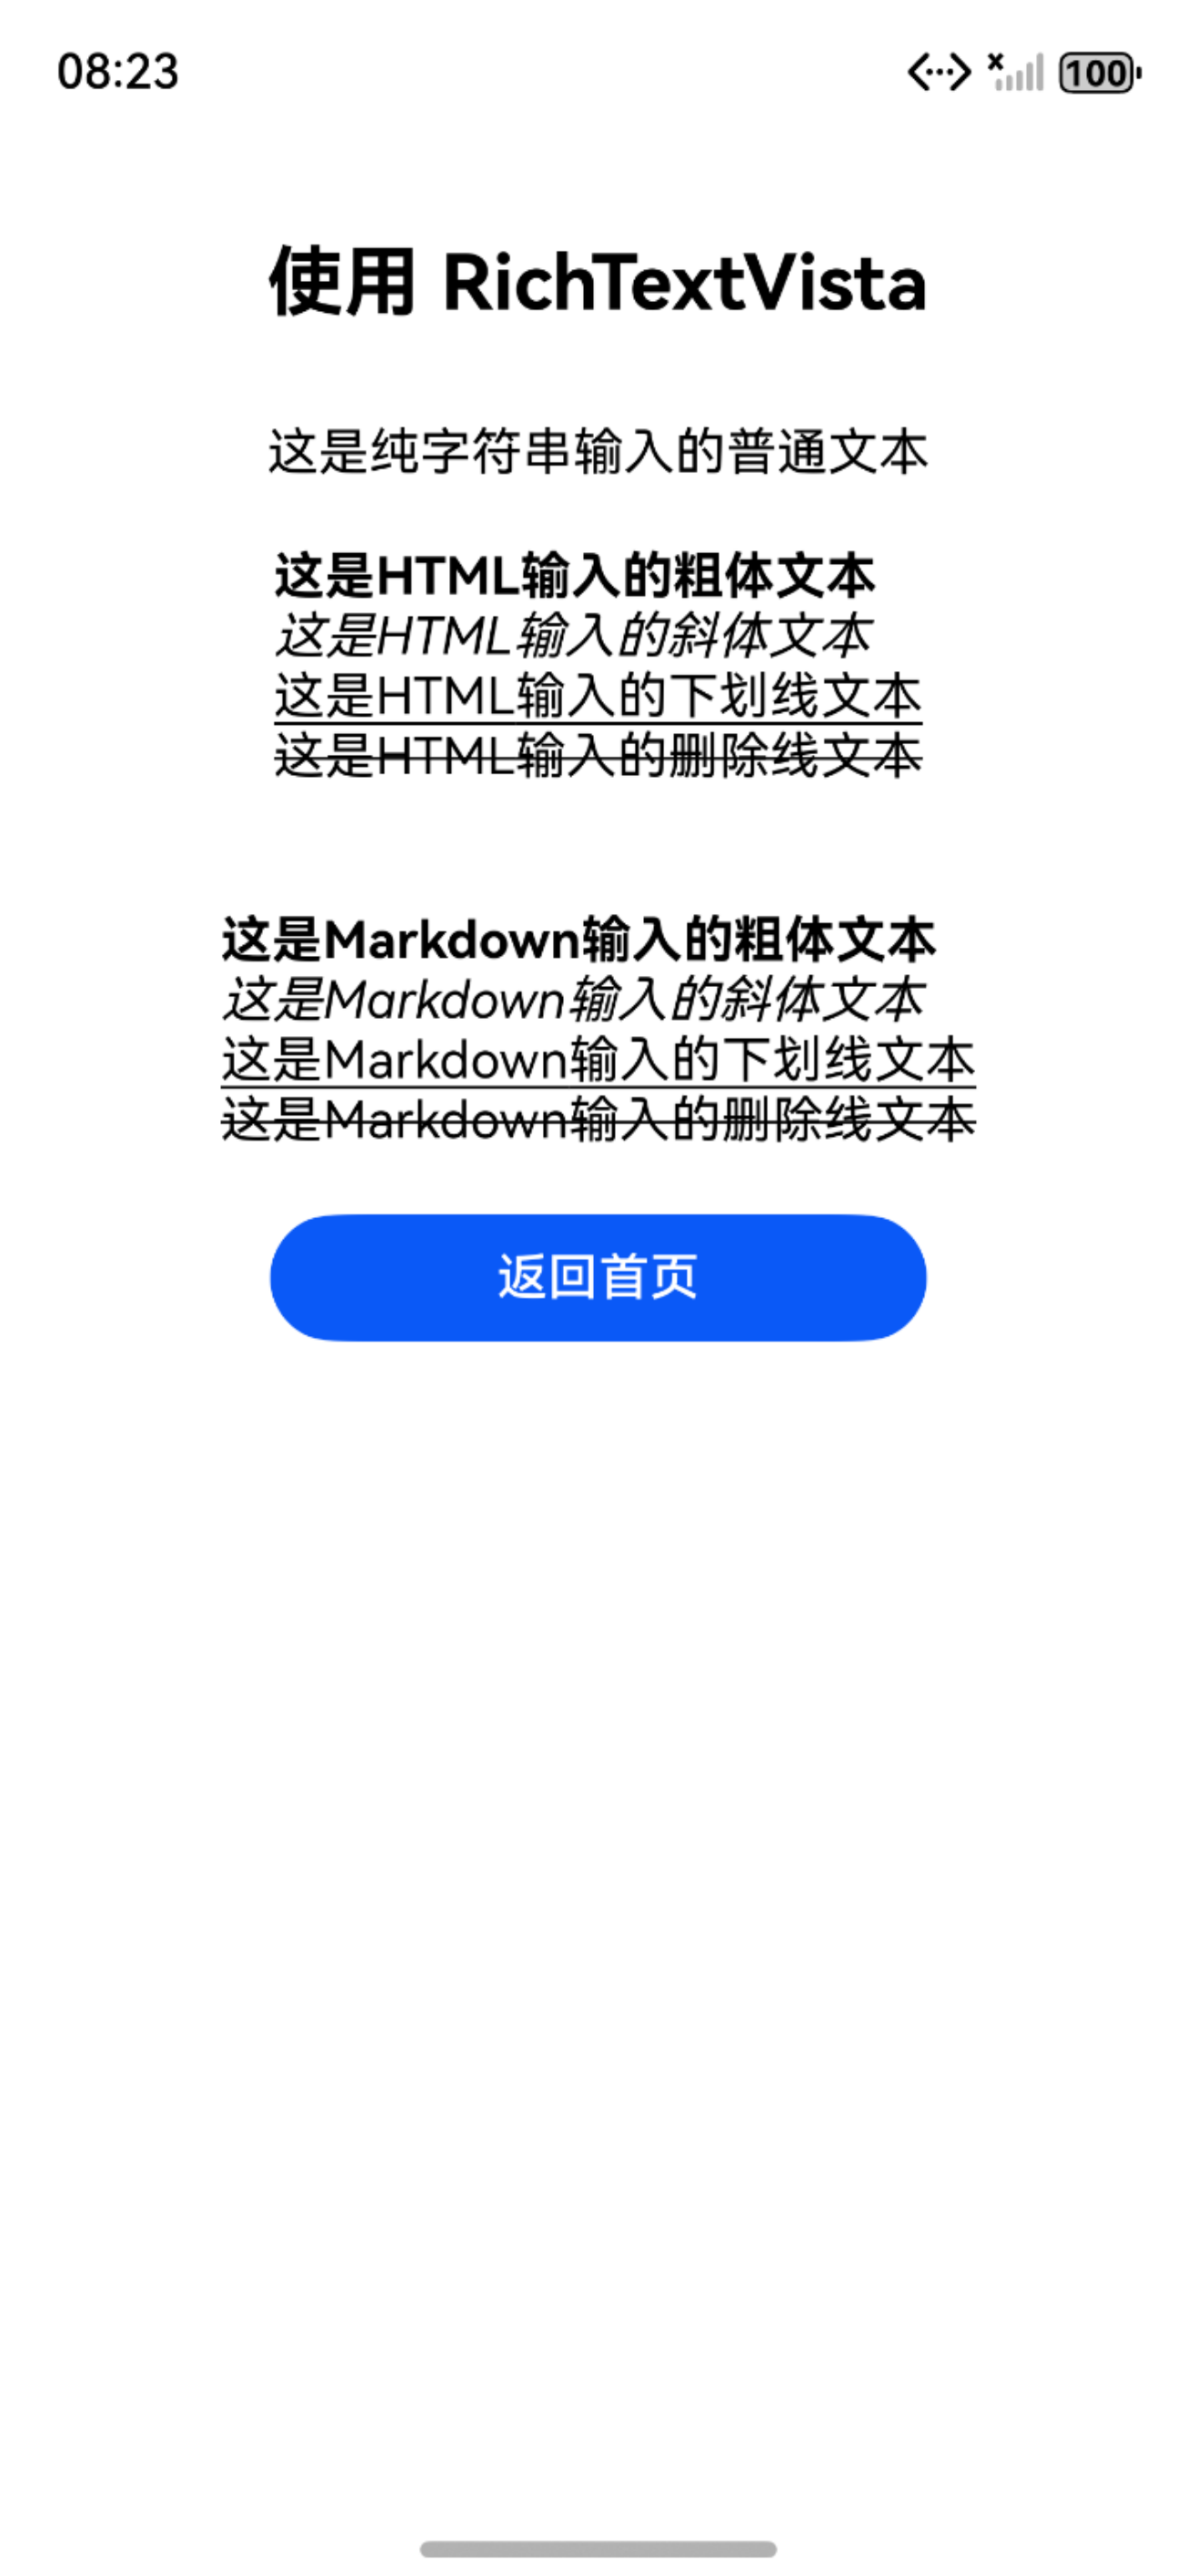 08:23
100
使用 RichTextVista
这是纯字符串输入的普通文本
这是HTML输入的粗体文本
这是HTML输入的斜体文本
这是HTML输入的下划线文本
这是HTML输入的删除线文本
这是Markdown输入的粗体文本
这是Markdown输入的斜体文本
这是Markdown输入的下划线文本
这是Markdown输入的删除线文本
返回首页